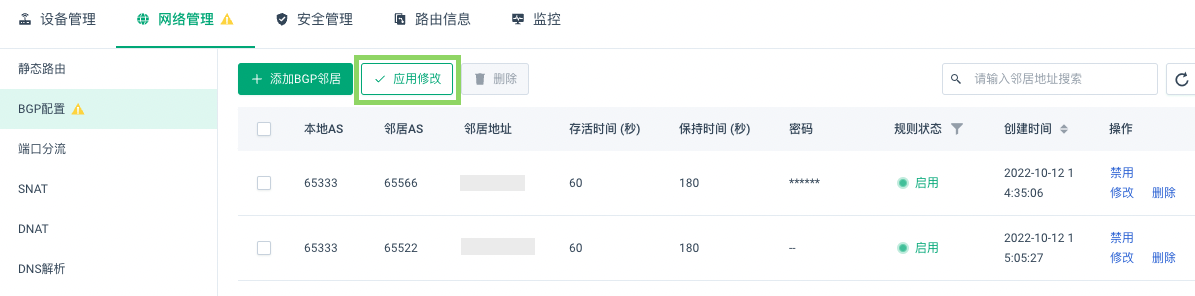 设备管理 网络管理 安全管理 路由信息 监控
静态路由
BGP配置
端口分流
SNAT
DNAT
DNS解析
添加BGP邻居 应用修改 删除 请输入邻居地址搜索
本地AS 邻居AS 邻居地址 存活时间 (秒) 保持时间 (秒) 密码 规则状态 创建时间 操作
65333 65566 60 180 ****** 启用 2022-10-12 1 禁用
4:35:06 修改 删除
65333 65522 60 180 -- 启用 2022-10-12 1 禁用
5:05:27 修改 删除